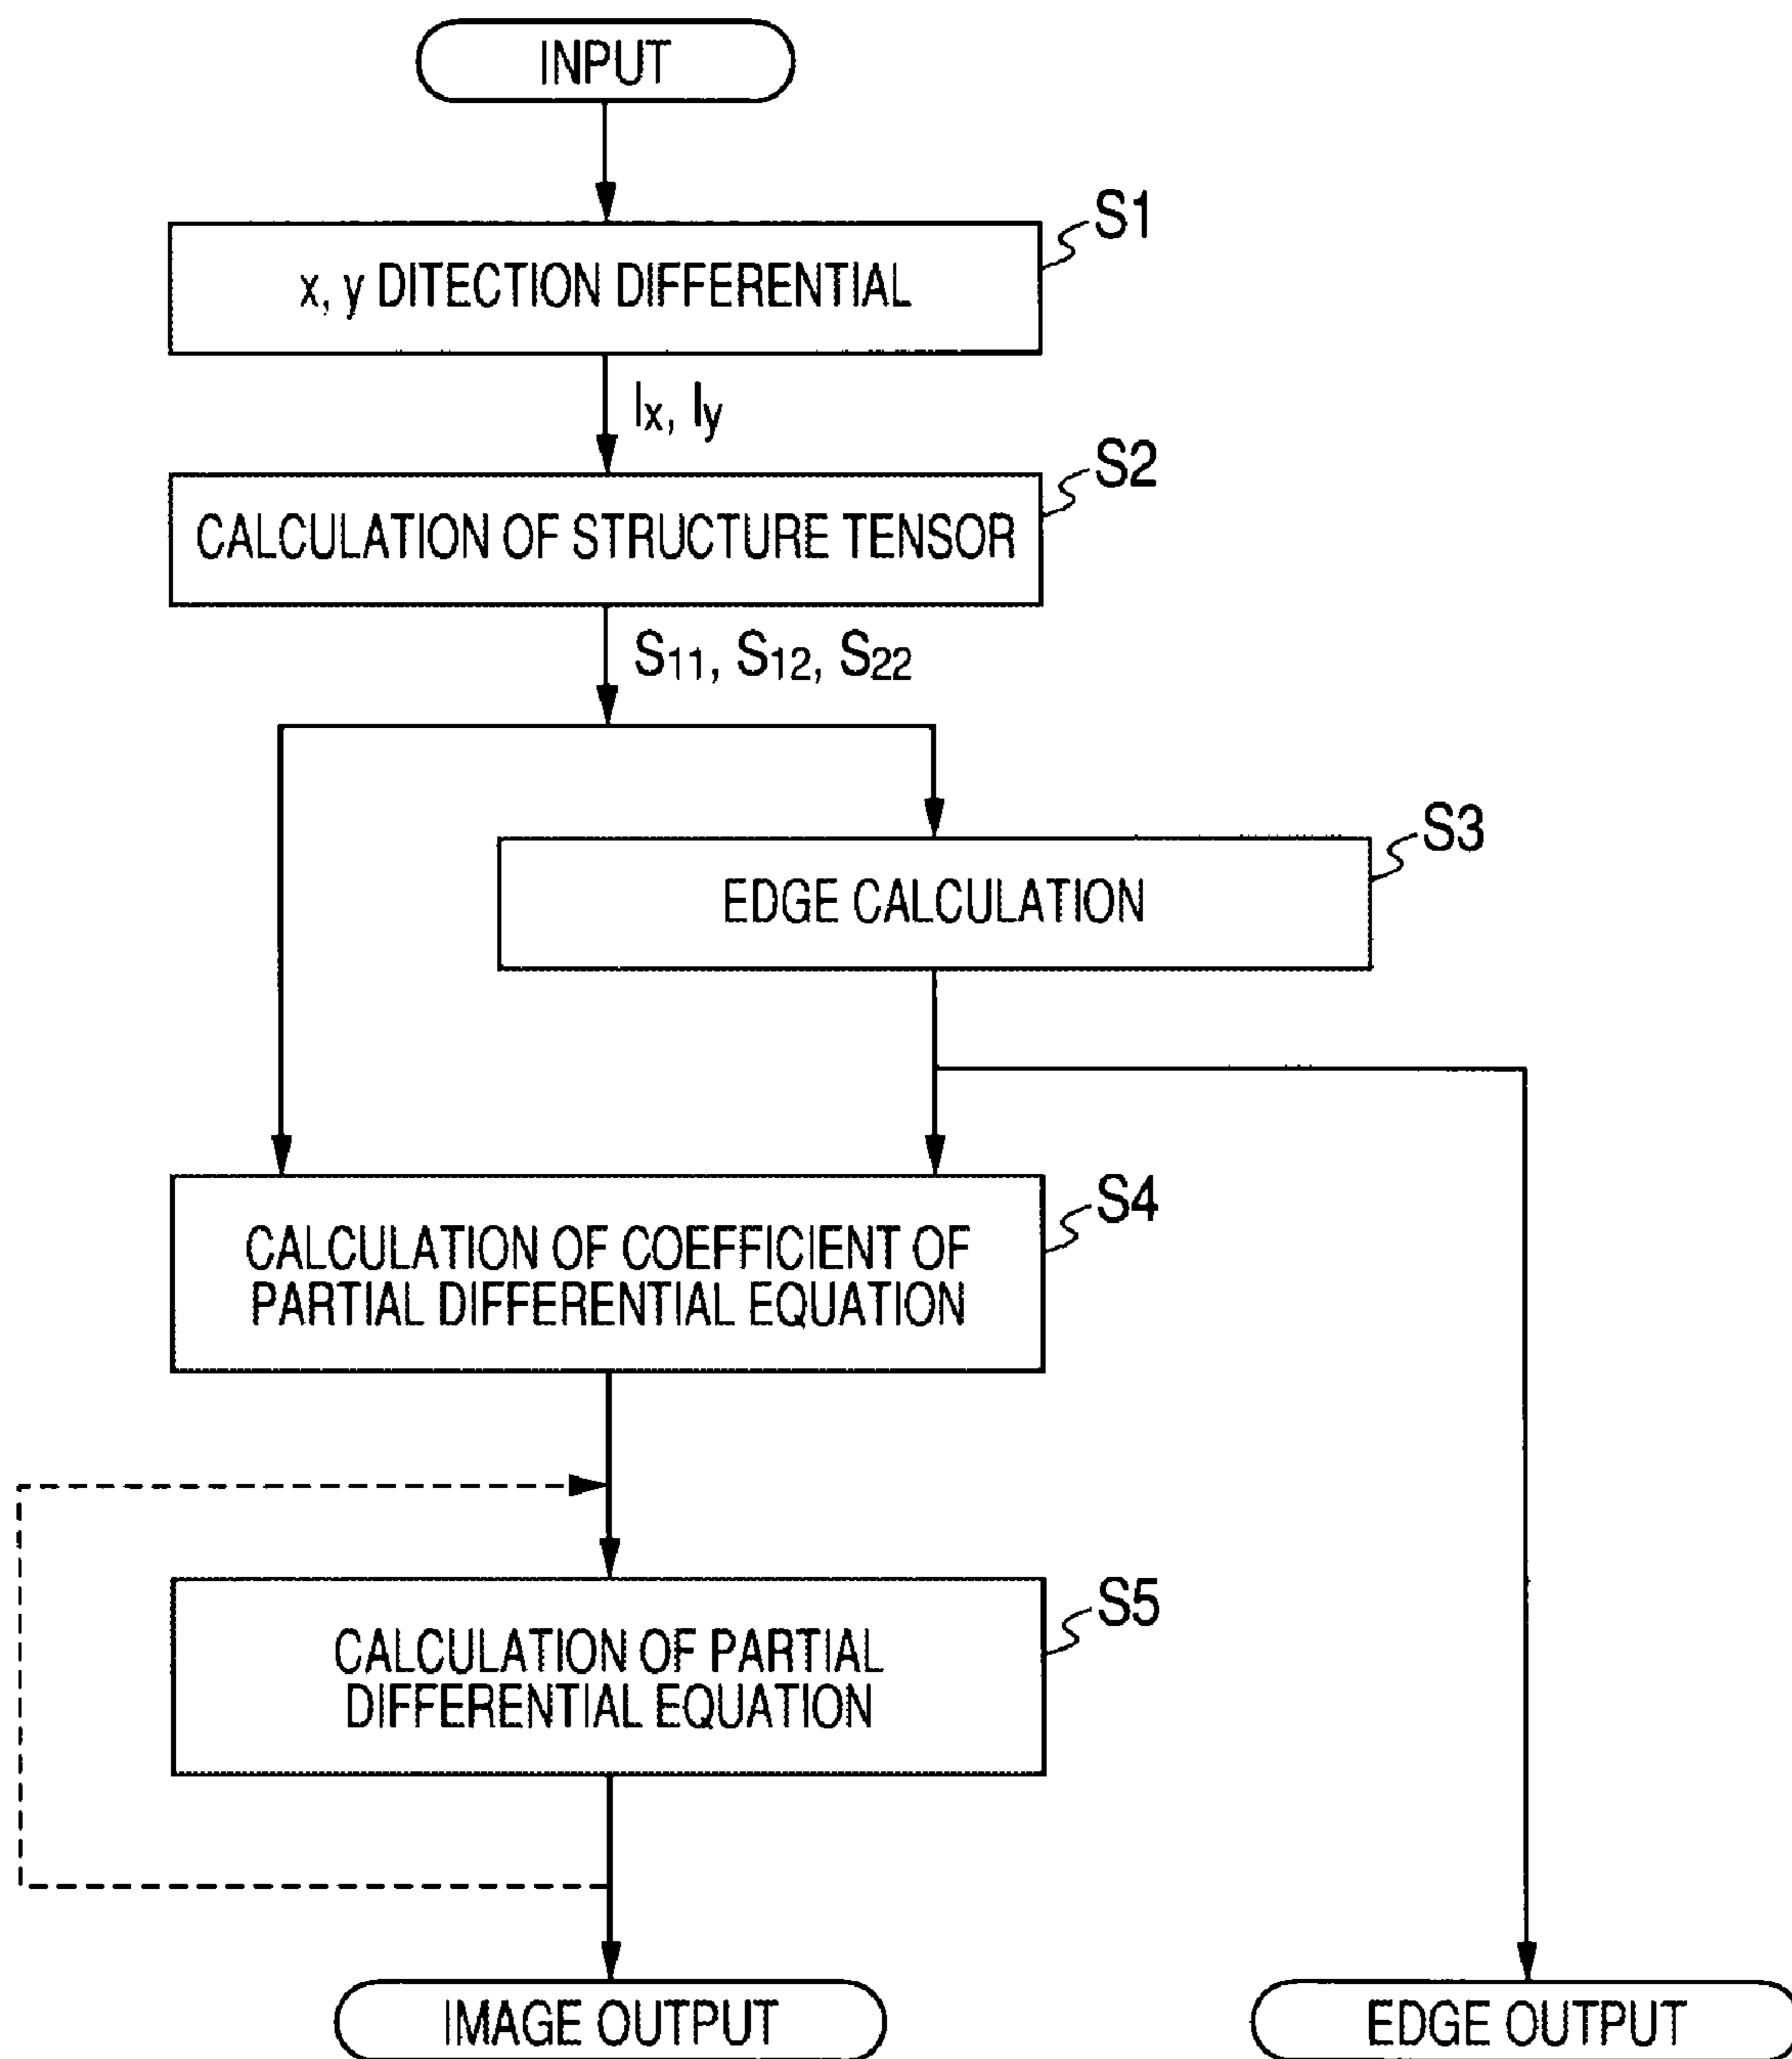 INPUT
S1
x, y DITECTION DIFFERENTIAL
Ix, Iy
S2
CALCULATION OF STRUCTURE TENSOR
S11, S12, S22
S3
EDGE CALCULATION
S4
CALCULATION OF COEFFICIENT OF
PARTIAL DIFFERENTIAL EQUATION
S5
CALCULATION OF PARTIAL
DIFFERENTIAL EQUATION
IMAGE OUTPUT
EDGE OUTPUT